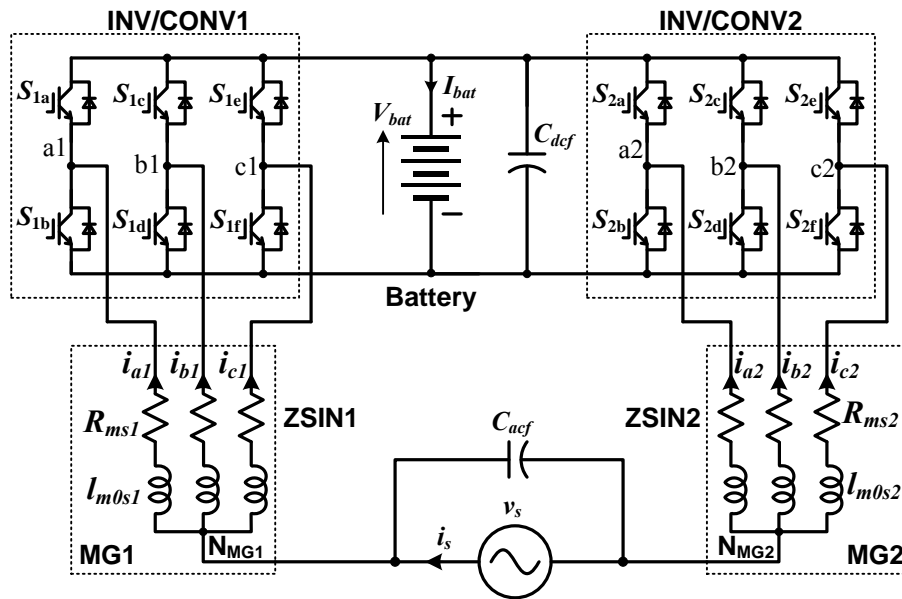 INV/CONV1
INV/CONV2
S1a
S1c
S1e
Vbat
Ibat
+
Cdcf
S2a
S2c
S2e
a1
b1
c1
a2
b2
c2
S1b
S1d
S1f
−
S2b
S2d
S2f
Battery
ia1
ib1
ic1
ia2
ib2
ic2
Rms1
ZSIN1
Cacf
ZSIN2
Rms2
lm0s1
vs
lm0s2
is
MG1
NMG1
NMG2
MG2